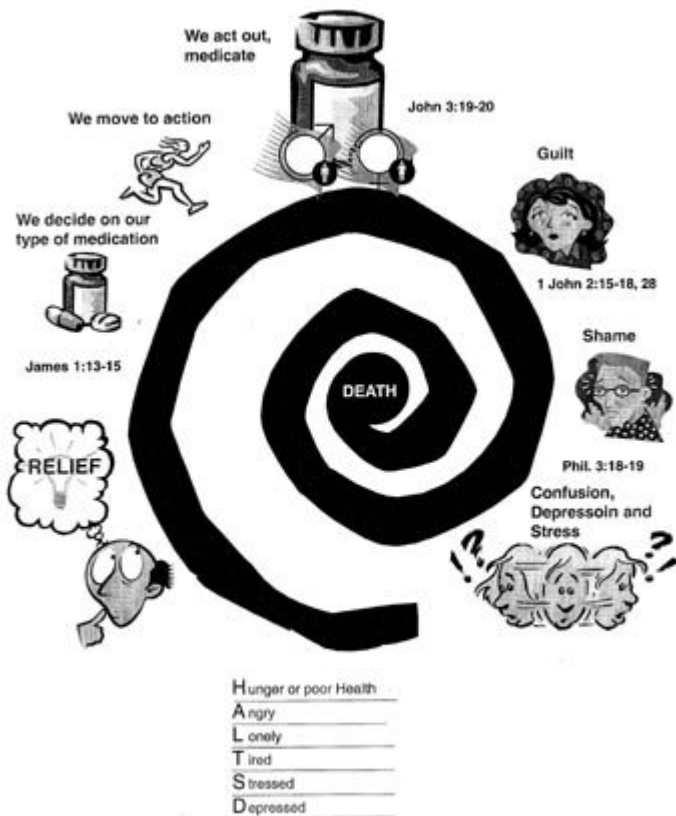 We act out,
medicate
John 3:19-20
We move to action
Guilt
We decide on our
type of medication
1 John 2:15-18, 28
James 1:13-15
Shame
DEATH
RELIEF
Phil. 3:18-19
Confusion,
Depressoin and
Stress
Hunger or poor Health
Angry
Lonely
Tired
Stressed
Depressed